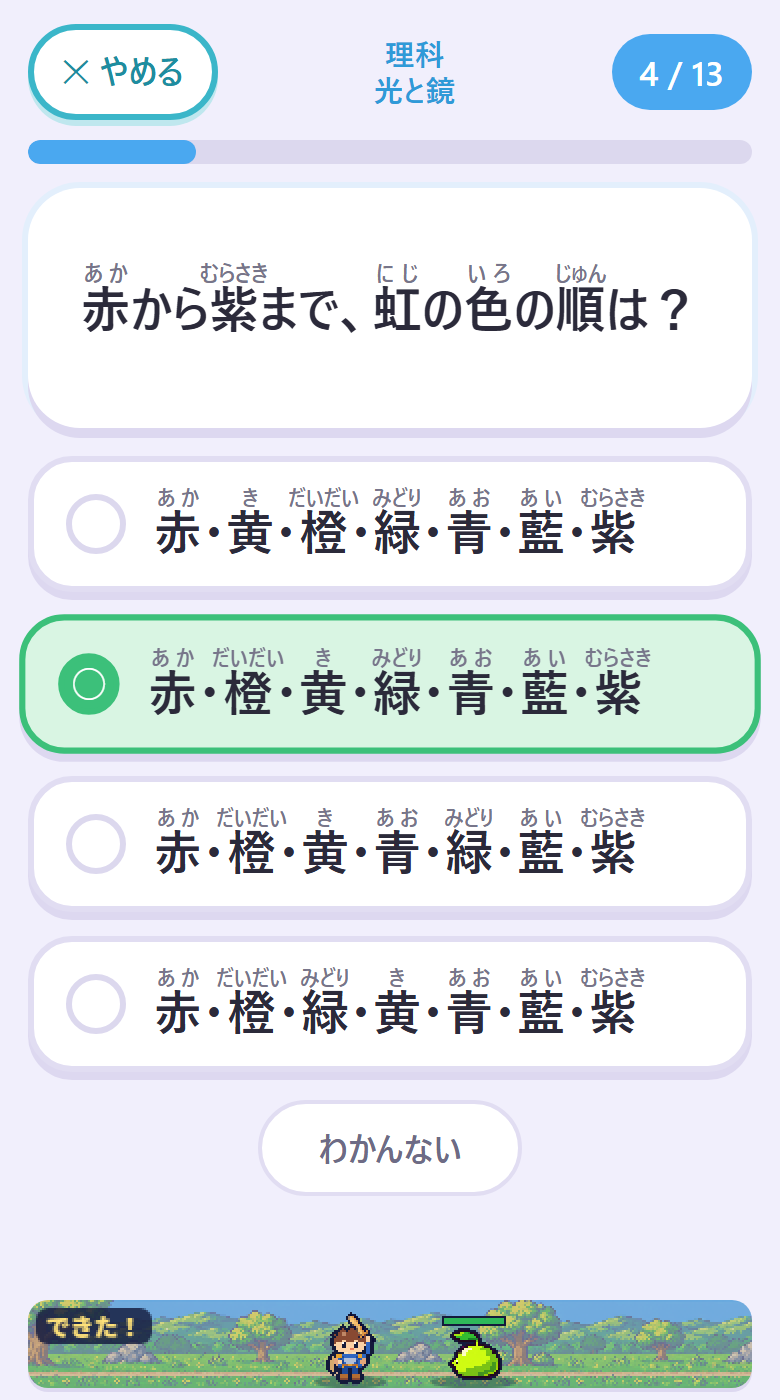 × やめる
理科
光と鏡
4 / 13
あか むらさき にじ いろ じゅん
赤から紫まで、虹の色の順は？
あか き だいだい みどり あお あい むらさき
赤・黄・橙・緑・青・藍・紫
あか だいだい き みどり あお あい むらさき
赤・橙・黄・緑・青・藍・紫
あか だいだい き あお みどり あい むらさき
赤・橙・黄・青・緑・藍・紫
あか だいだい みどり き あお あい むらさき
赤・橙・緑・黄・青・藍・紫
わかんない
できた！